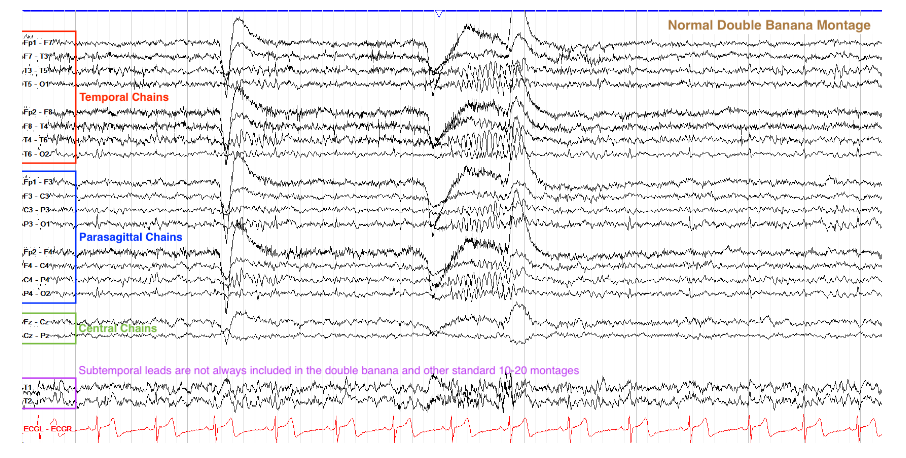 Normal Double Banana Montage
Fp1 - F7
F7 - T3
T3 - T5
T5 - O1
Temporal Chains
Fp2 - F8
F8 - T4
T4 - T6
T6 - O2
Fp1 - F3
F3 - C3
C3 - P3
P3 - O1
Parasagittal Chains
Fp2 - F4
F4 - C4
C4 - P4
P4 - O2
Fz - Cz
Central Chains
Cz - Pz
Subtemporal leads are not always included in the double banana and other standard 10-20 montages
T1
T2
ECGL - ECGR